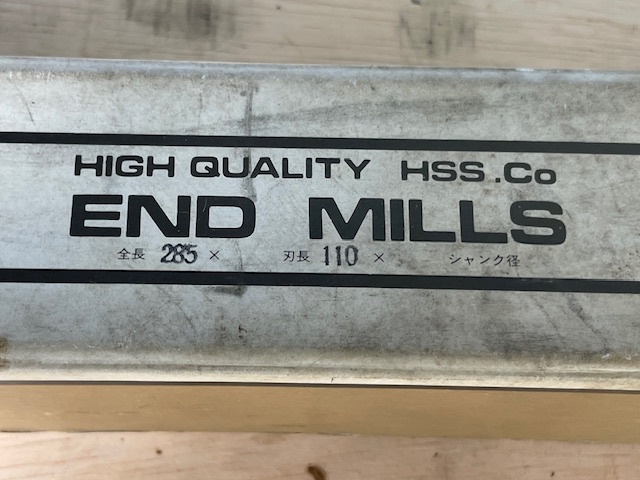 HIGH QUALITY HSS.Co
END MILLS
全長 285 × 刃長 110 × シャンク径